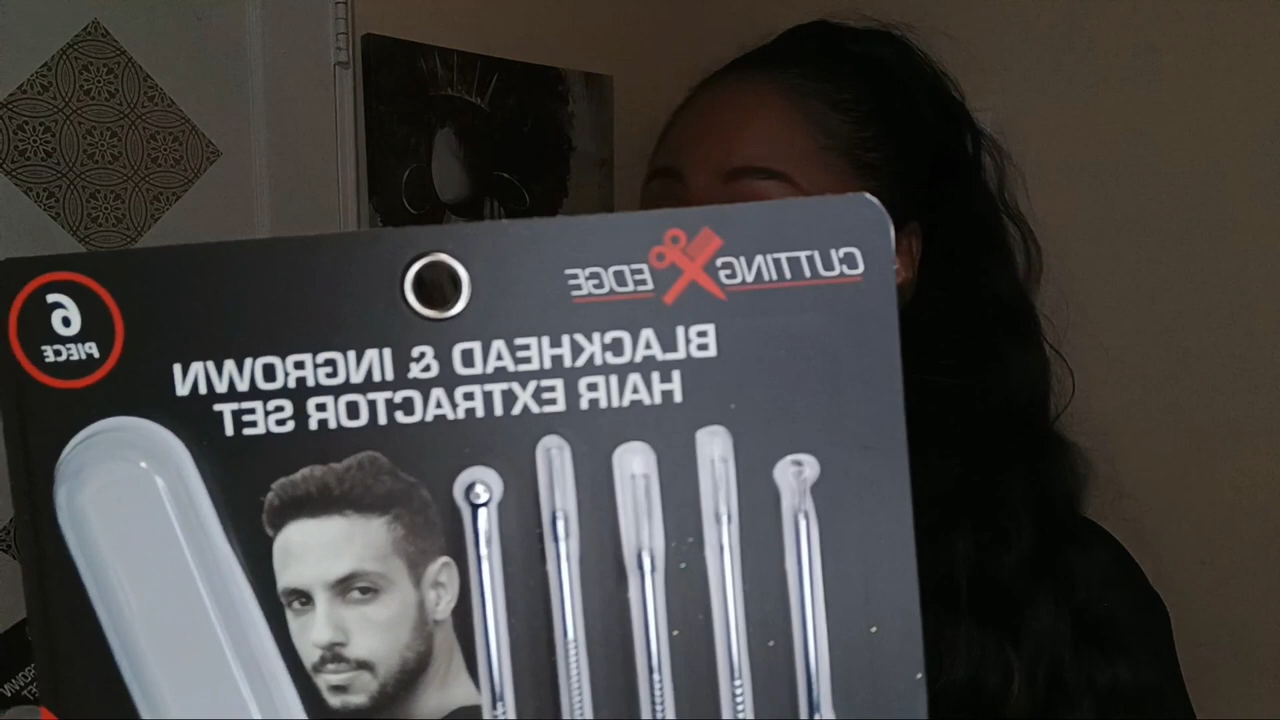 CUTTING EDGE
6
PIECE
BLACKHEAD & INGROWN
HAIR EXTRACTOR SET